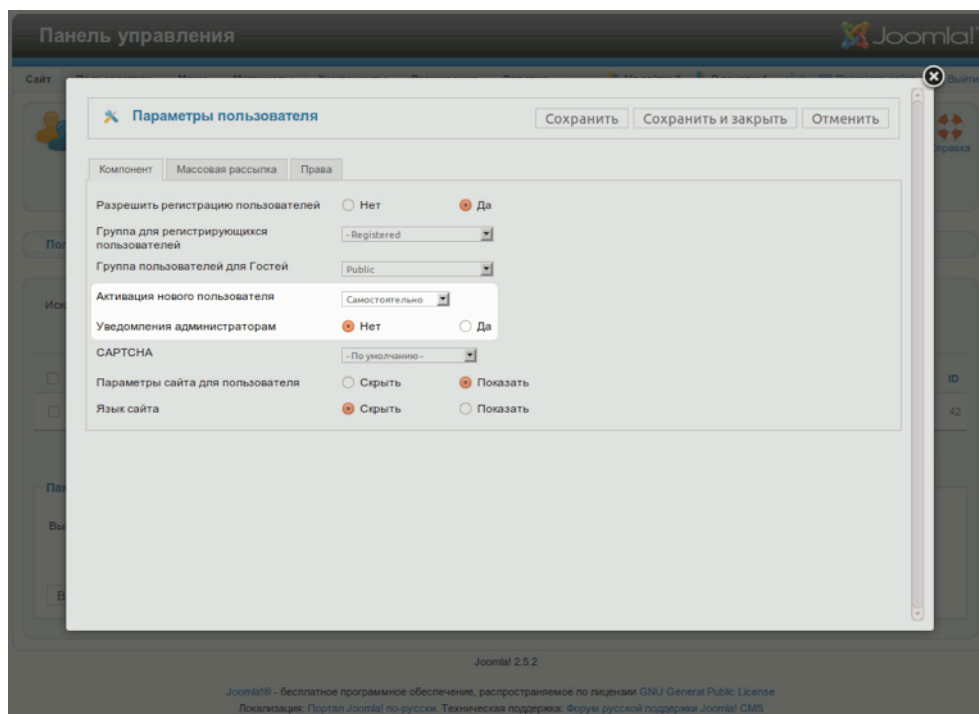 Панель управления
Joomla!
Сайт
Выйти
Параметры пользователя
Сохранить
Сохранить и закрыть
Отменить
Компонент
Массовая рассылка
Права
Разрешить регистрацию пользователей
Нет
Да
Группа для регистрирующихся
пользователей
- Registered
Группа пользователей для Гостей
Public
Активация нового пользователя
Самостоятельно
Уведомления администраторам
Нет
Да
CAPTCHA
- По умолчанию -
Параметры сайта для пользователя
Скрыть
Показать
ID
Язык сайта
Скрыть
Показать
42
Joomla! 2.5.2
Joomla!® - бесплатное программное обеспечение, распространяемое по лицензии GNU General Public License
Локализация: Портал Joomla! по-русски. Техническая поддержка: Форум русской поддержки Joomla! CMS